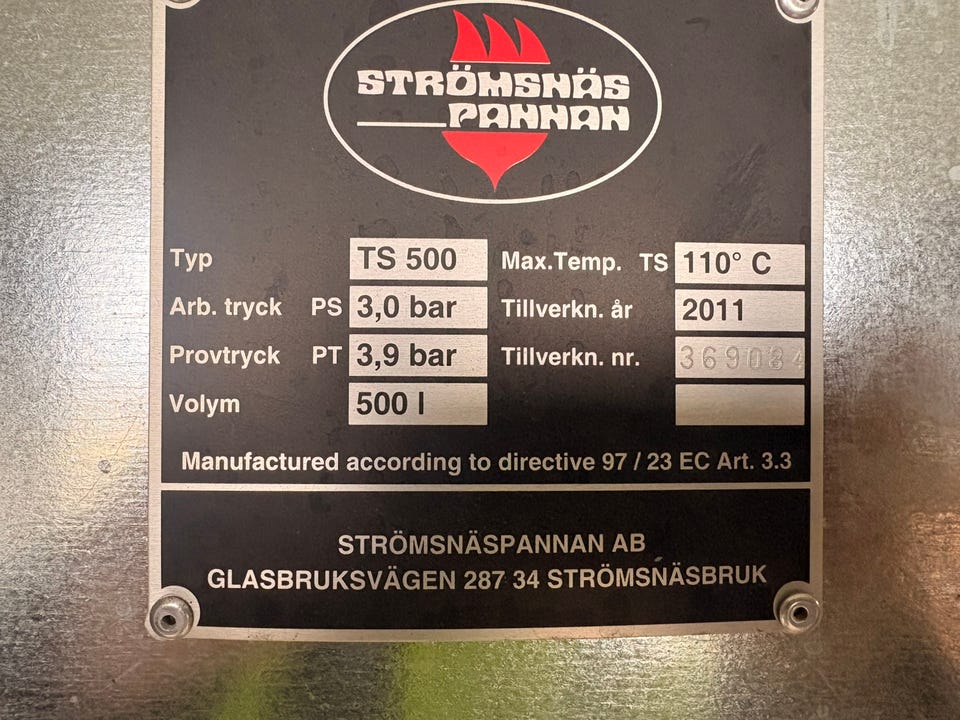 STRÖMSNÄS
PANNAN
Typ TS 500 Max.Temp. TS 110° C
Arb. tryck PS 3,0 bar Tillverkn. år 2011
Provtryck PT 3,9 bar Tillverkn. nr. 369084
Volym 500 l
Manufactured according to directive 97 / 23 EC Art. 3.3
STRÖMSNÄSPANNAN AB
GLASBRUKSVÄGEN 287 34 STRÖMSNÄSBRUK